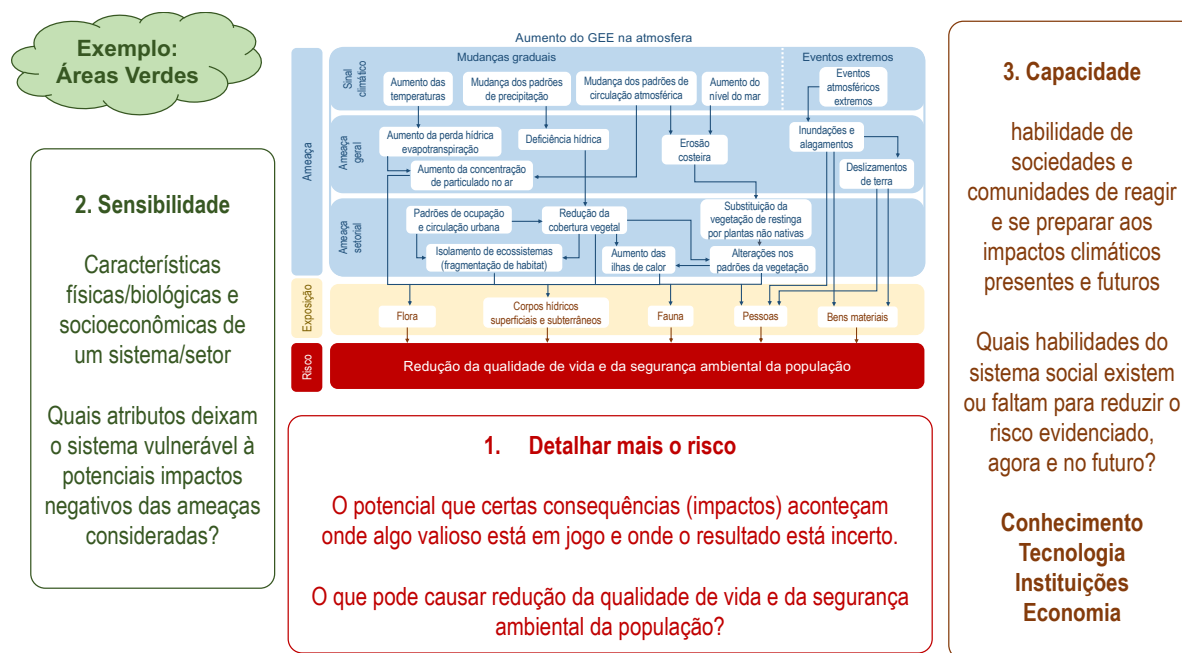 Exemplo:
Áreas Verdes
2. Sensibilidade
Características
físicas/biológicas e
socioeconômicas de
um sistema/setor
Quais atributos deixam
o sistema vulnerável à
potenciais impactos
negativos das ameaças
consideradas?
Aumento do GEE na atmosfera
Mudanças graduais
Eventos extremos
Ameaça
Sinal
climático
Aumento das
temperaturas
Mudança dos padrões
de precipitação
Mudança dos padrões de
circulação atmosférica
Aumento do
nível do mar
Eventos
atmosféricos
extremos
Ameaça
geral
Aumento da perda hídrica
evapotranspiração
Deficiência hídrica
Erosão
costeira
Inundações e
alagamentos
Aumento da concentração
de particulado no ar
Deslizamentos
de terra
Ameaça
setorial
Padrões de ocupação
e circulação urbana
Redução da
cobertura vegetal
Substituição da
vegetação de restinga
por plantas não nativas
Isolamento de ecossistemas
(fragmentação de habitat)
Aumento das
ilhas de calor
Alterações nos
padrões da vegetação
Exposição
Flora
Corpos hídricos
superficiais e subterrâneos
Fauna
Pessoas
Bens materiais
Risco
Redução da qualidade de vida e da segurança ambiental da população
1. Detalhar mais o risco
O potencial que certas consequências (impactos) aconteçam
onde algo valioso está em jogo e onde o resultado está incerto.
O que pode causar redução da qualidade de vida e da segurança
ambiental da população?
3. Capacidade
habilidade de
sociedades e
comunidades de reagir
e se preparar aos
impactos climáticos
presentes e futuros
Quais habilidades do
sistema social existem
ou faltam para reduzir o
risco evidenciado,
agora e no futuro?
Conhecimento
Tecnologia
Instituições
Economia